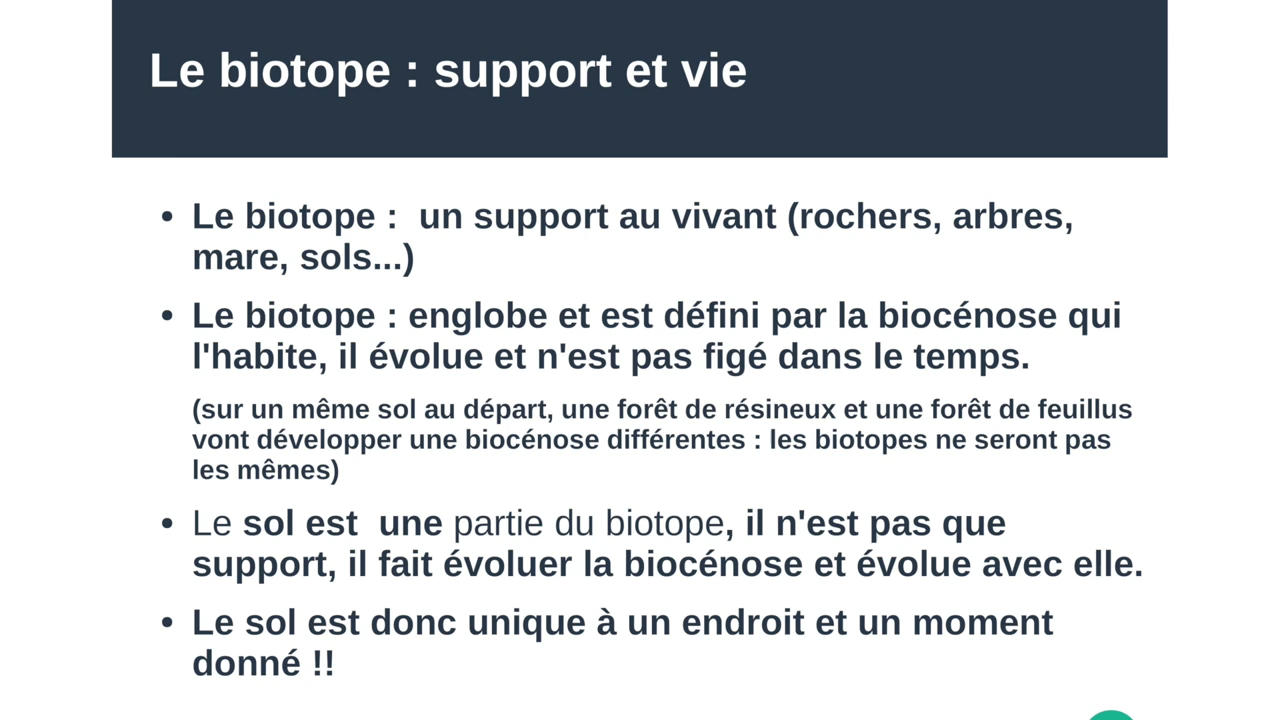 Le biotope : support et vie
• Le biotope :  un support au vivant (rochers, arbres,
mare, sols...)
• Le biotope : englobe et est défini par la biocénose qui
l'habite, il évolue et n'est pas figé dans le temps.
(sur un même sol au départ, une forêt de résineux et une forêt de feuillus
vont développer une biocénose différentes : les biotopes ne seront pas
les mêmes)
• Le sol est  une partie du biotope, il n'est pas que
support, il fait évoluer la biocénose et évolue avec elle.
• Le sol est donc unique à un endroit et un moment
donné !!